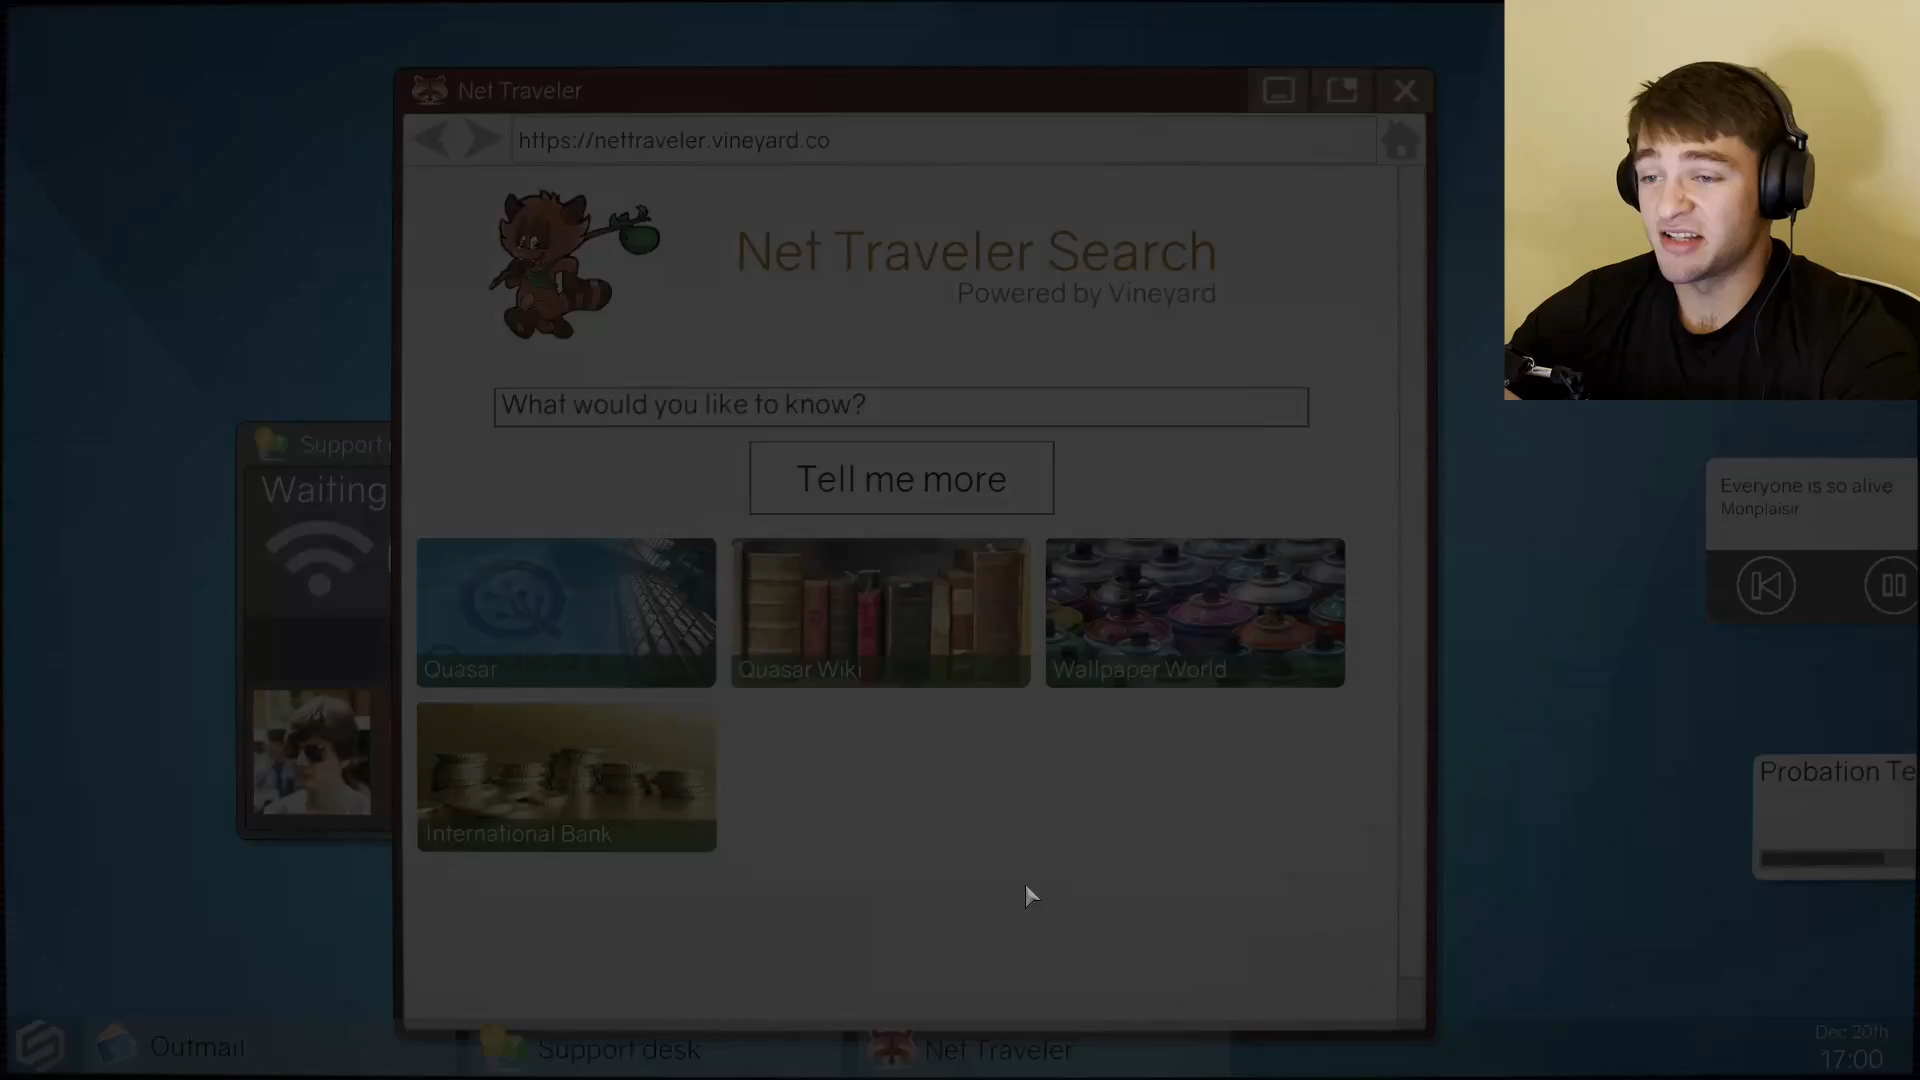 Net Traveler
https://nettraveler.vineyard.co
Net Traveler Search
Powered by Vineyard
What would you like to know?
Tell me more
Quasar
Quasar Wiki
Wallpaper World
International Bank
Support
Waiting
Everyone is so alive
Monplaisir
Probation Te
Outmail
Support desk
Net Traveler
Dec 20th
17:00